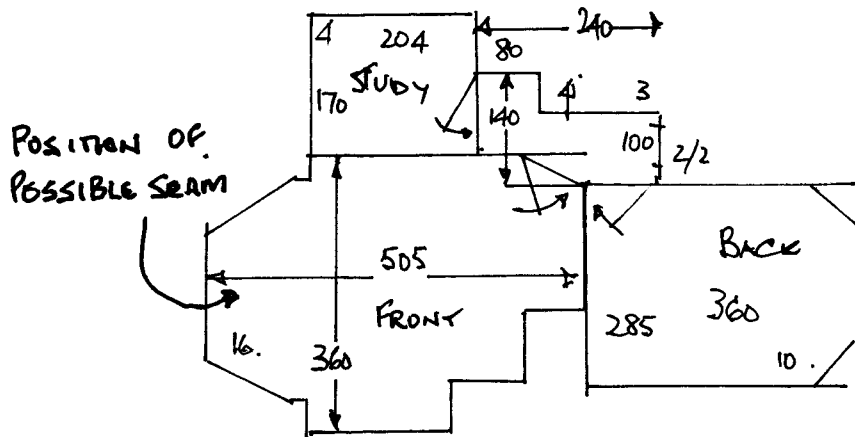 4 204
STUDY
170
240
80
140
4'
3
100
2/2
POSITION OF.
POSSIBLE SEAM
505
FRONT
16.
360
BACK
285 360
10.